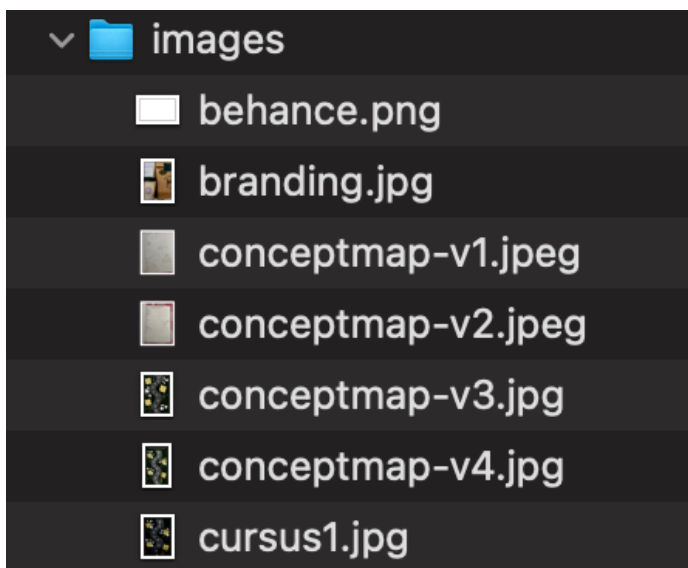 images
behance.png
branding.jpg
conceptmap-v1.jpeg
conceptmap-v2.jpeg
conceptmap-v3.jpg
conceptmap-v4.jpg
cursus1.jpg